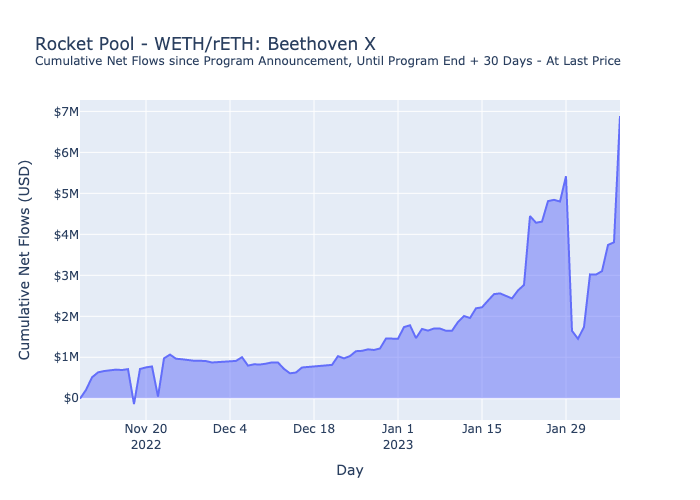 Rocket Pool - WETH/rETH: Beethoven X
Cumulative Net Flows since Program Announcement, Until Program End + 30 Days - At Last Price
Cumulative Net Flows (USD)
$7M
$6M
$5M
$4M
$3M
$2M
$1M
$0
Nov 20
2022
Dec 4
Dec 18
Jan 1
2023
Jan 15
Jan 29
Day